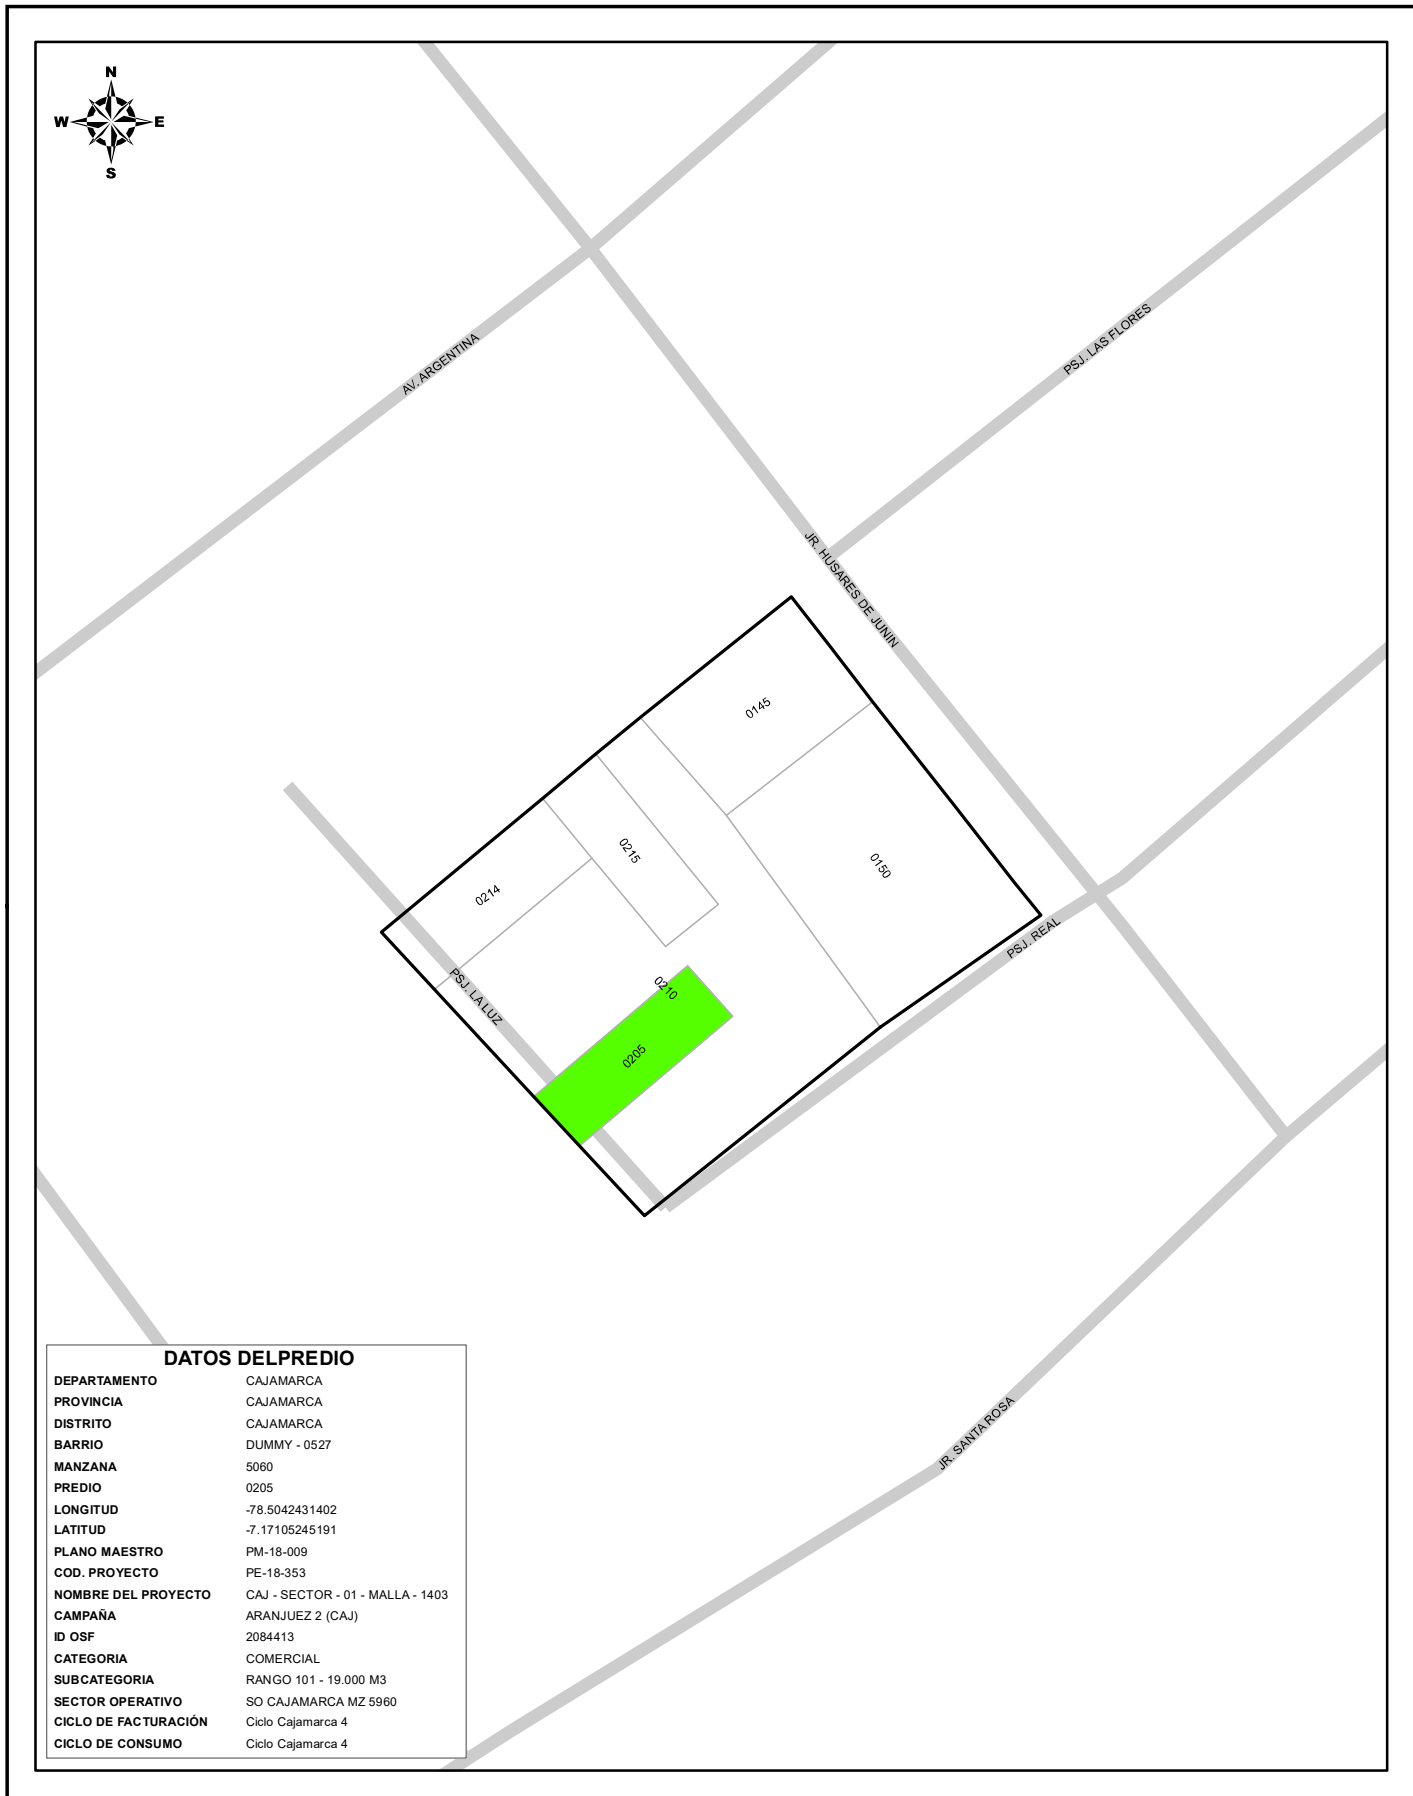 N
W E
S
AV. ARGENTINA
PSJ. LAS FLORES
JR. HUSARES DE JUNIN
0145
0215
0150
0214
PSJ. REAL
PSJ. LA LUZ
0210
0205
JR. SANTA ROSA
DATOS DELPREDIO
DEPARTAMENTO CAJAMARCA
PROVINCIA CAJAMARCA
DISTRITO CAJAMARCA
BARRIO DUMMY - 0527
MANZANA 5060
PREDIO 0205
LONGITUD -78.5042431402
LATITUD -7.17105245191
PLANO MAESTRO PM-18-009
COD. PROYECTO PE-18-353
NOMBRE DEL PROYECTO CAJ - SECTOR - 01 - MALLA - 1403
CAMPAÑA ARANJUEZ 2 (CAJ)
ID OSF 2084413
CATEGORIA COMERCIAL
SUBCATEGORIA RANGO 101 - 19.000 M3
SECTOR OPERATIVO SO CAJAMARCA MZ 5960
CICLO DE FACTURACIÓN Ciclo Cajamarca 4
CICLO DE CONSUMO Ciclo Cajamarca 4